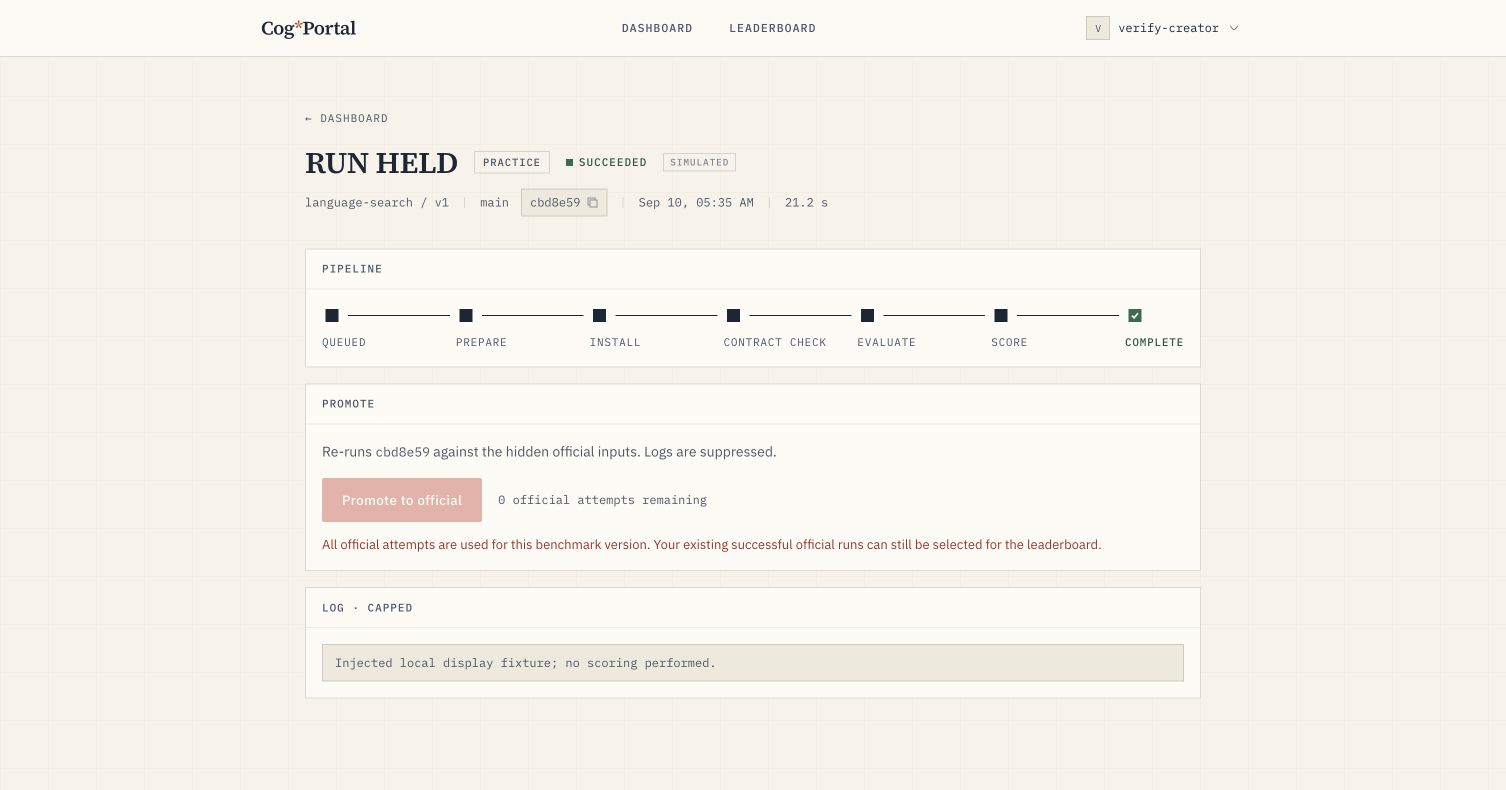 Cog*Portal DASHBOARD LEADERBOARD V verify-creator
← DASHBOARD
RUN HELD PRACTICE SUCCEEDED SIMULATED
language-search / v1 | main cbd8e59 | Sep 10, 05:35 AM | 21.2 s
PIPELINE
QUEUED PREPARE INSTALL CONTRACT CHECK EVALUATE SCORE COMPLETE
PROMOTE
Re-runs cbd8e59 against the hidden official inputs. Logs are suppressed.
Promote to official 0 official attempts remaining
All official attempts are used for this benchmark version. Your existing successful official runs can still be selected for the leaderboard.
LOG · CAPPED
Injected local display fixture; no scoring performed.